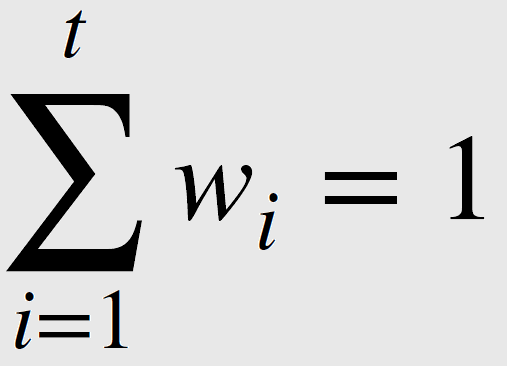 t
∑ wᵢ = 1
i=1